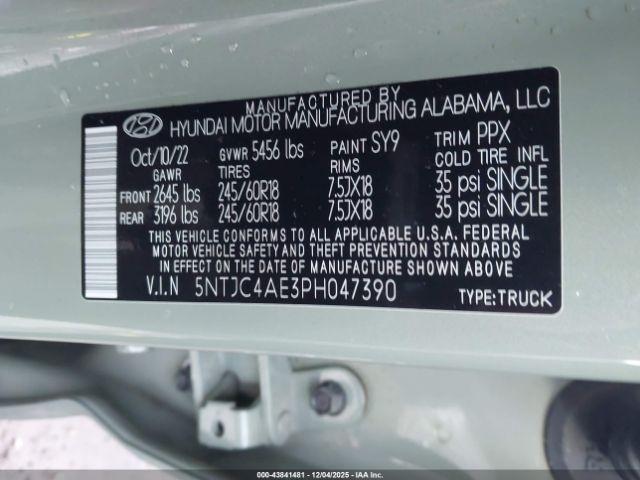 MANUFACTURED BY
HYUNDAI MOTOR MANUFACTURING ALABAMA, LLC
Oct/10/22 GVWR 5456 lbs PAINT SY9 TRIM PPX
GAWR TIRES RIMS COLD TIRE INFL
FRONT 2645 lbs 245/60R18 7.5JX18 35 psi SINGLE
REAR 3196 lbs 245/60R18 7.5JX18 35 psi SINGLE
THIS VEHICLE CONFORMS TO ALL APPLICABLE U.S.A. FEDERAL
MOTOR VEHICLE SAFETY AND THEFT PREVENTION STANDARDS
IN EFFECT ON THE DATE OF MANUFACTURE SHOWN ABOVE.
V.I.N 5NTJC4AE3PH047390 TYPE:TRUCK
000-43841481 - 12/04/2025 - IAAI.COM